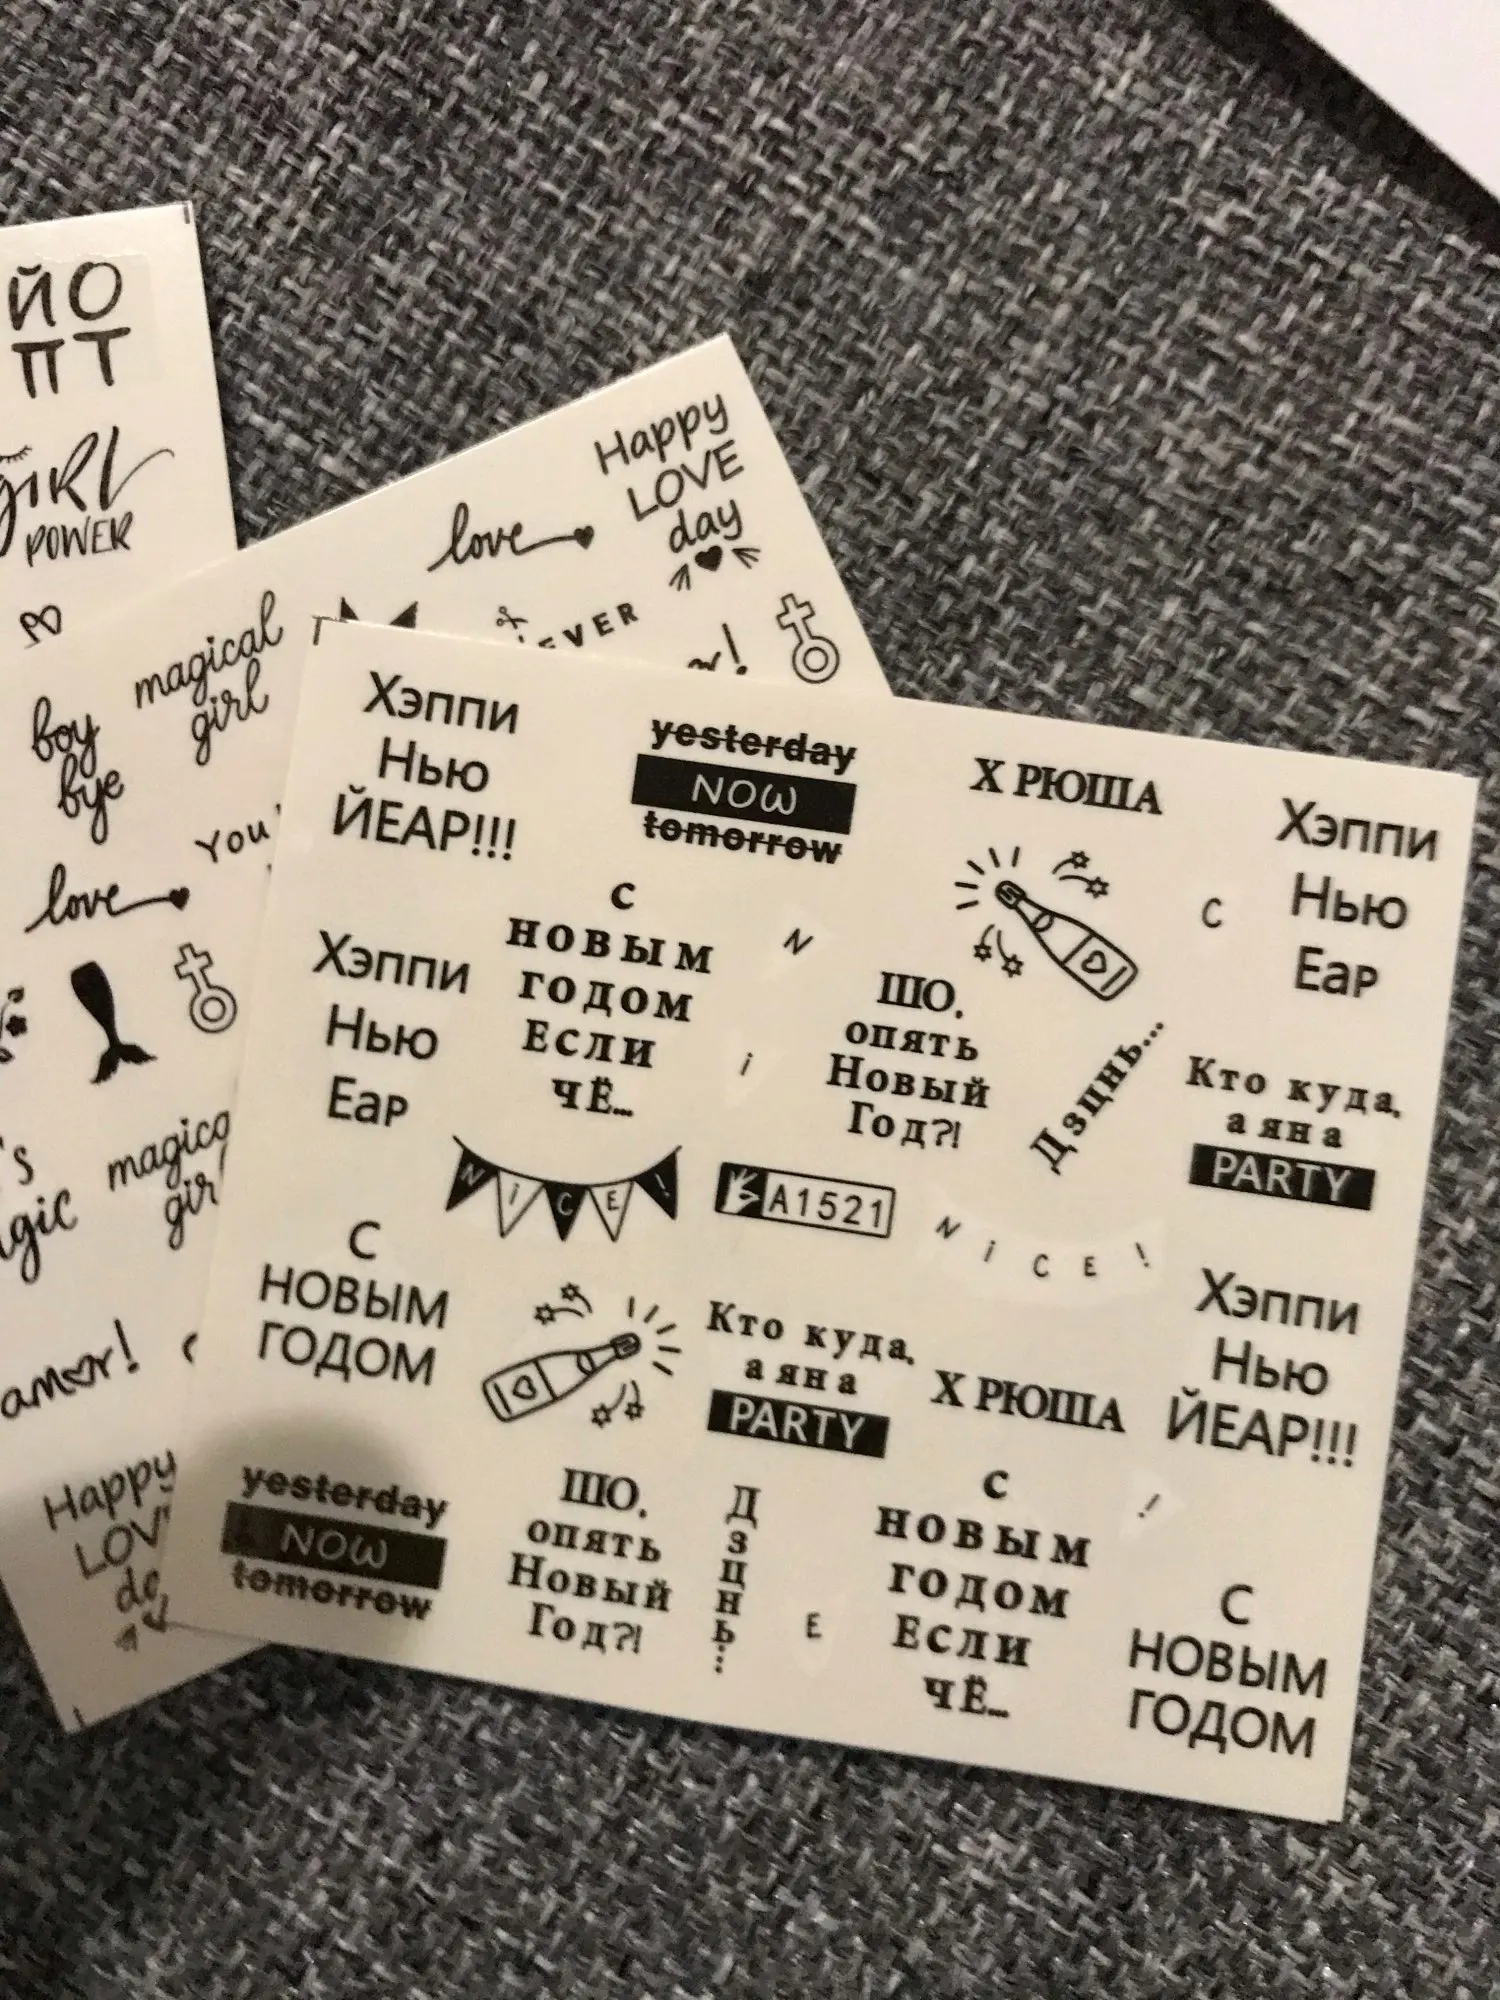 ЙО
ПТ
GIRL
POWER
Happy
LOVE
day
love
EVER
magical
girl
boy
bye
You
love
magic
girl
amor!
Happy
LOV
do
Хэппи
Нью
ЙЕАР!!!
yesterday
NOW
tomorrow
Х РЮША
Хэппи
Нью
Еар
С
Хэппи
Нью
Еар
с
новым
годом
Если
чЁ...
N
i
ШО,
опять
Новый
Год?!
Дзцнь...
Кто куда,
а я на
PARTY
NiCE!
A1521
NiCE!
С
НОВЫМ
ГОДОМ
Кто куда,
а я на
PARTY
Х РЮША
Хэппи
Нью
ЙЕАР!!!
yesterday
NOW
tomorrow
ШО,
опять
Новый
Год?!
Дзцнь...
E
с
новым
годом
Если
чЁ...
!
С
НОВЫМ
ГОДОМ